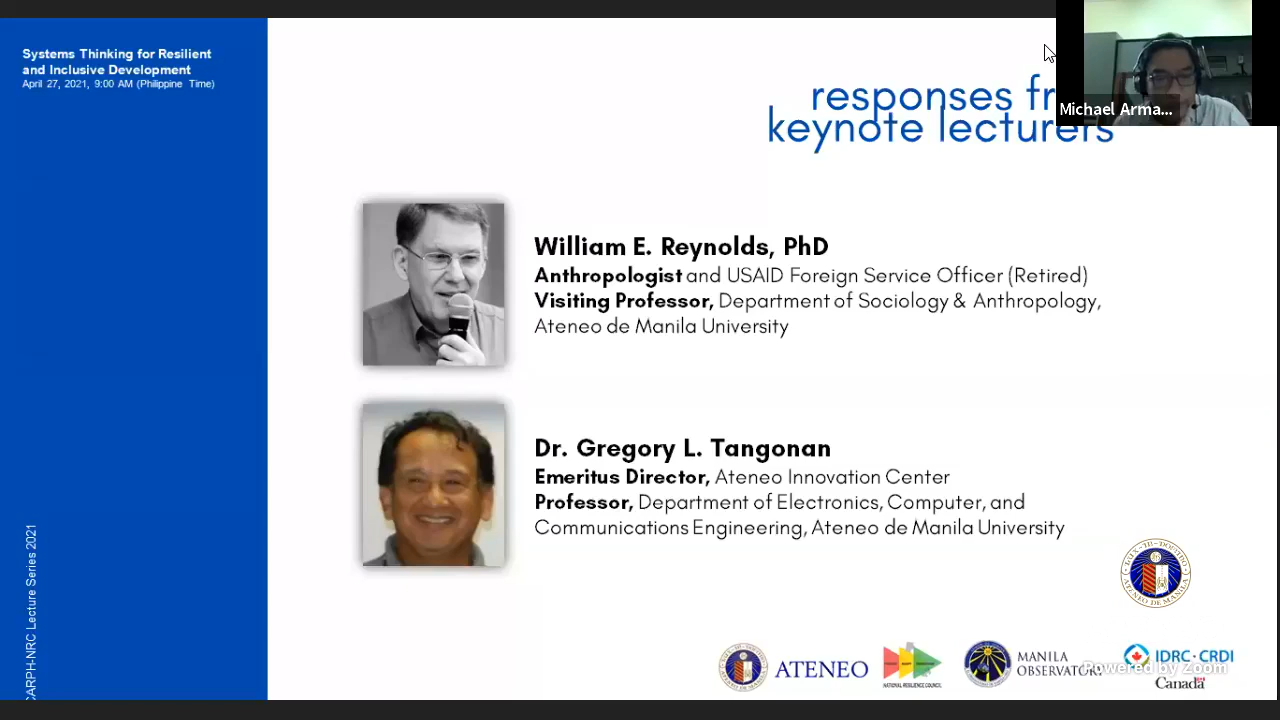 Systems Thinking for Resilient
and Inclusive Development
April 27, 2021, 9:00 AM (Philippine Time)
responses fr
keynote lecturers
Michael Arma...
William E. Reynolds, PhD
Anthropologist and USAID Foreign Service Officer (Retired)
Visiting Professor, Department of Sociology & Anthropology,
Ateneo de Manila University
Dr. Gregory L. Tangonan
Emeritus Director, Ateneo Innovation Center
Professor, Department of Electronics, Computer, and
Communications Engineering, Ateneo de Manila University
CARPH-NRC Lecture Series 2021
ATENEO
NATIONAL RESILIENCE COUNCIL
MANILA
OBSERVATORY
IDRC · CRDI
Canada
Powered by Zoom